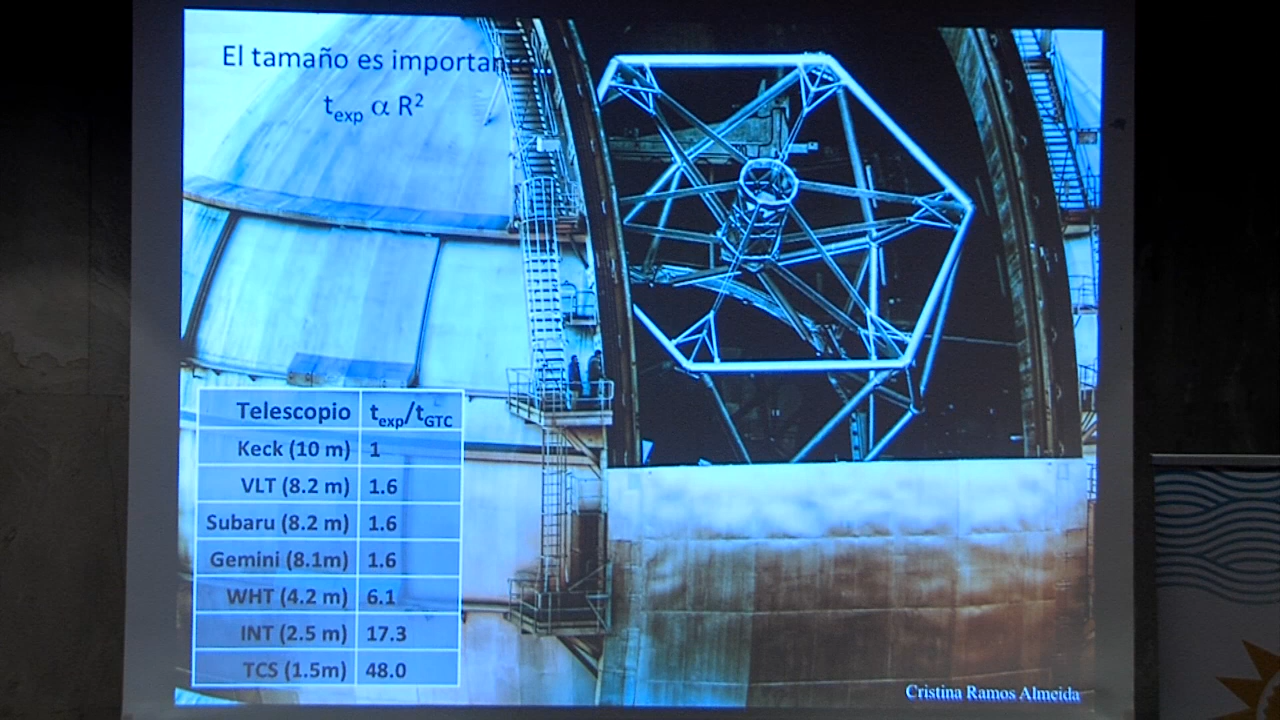 El tamaño es importan
t_exp α R²
Telescopio t_exp/t_GTC
Keck (10 m) 1
VLT (8.2 m) 1.6
Subaru (8.2 m) 1.6
Gemini (8.1m) 1.6
WHT (4.2 m) 6.1
INT (2.5 m) 17.3
TCS (1.5m) 48.0
Cristina Ramos Almeida